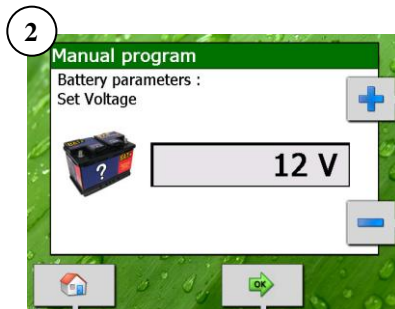 2
Manual program
Battery parameters :
Set Voltage
?
12 V
OK